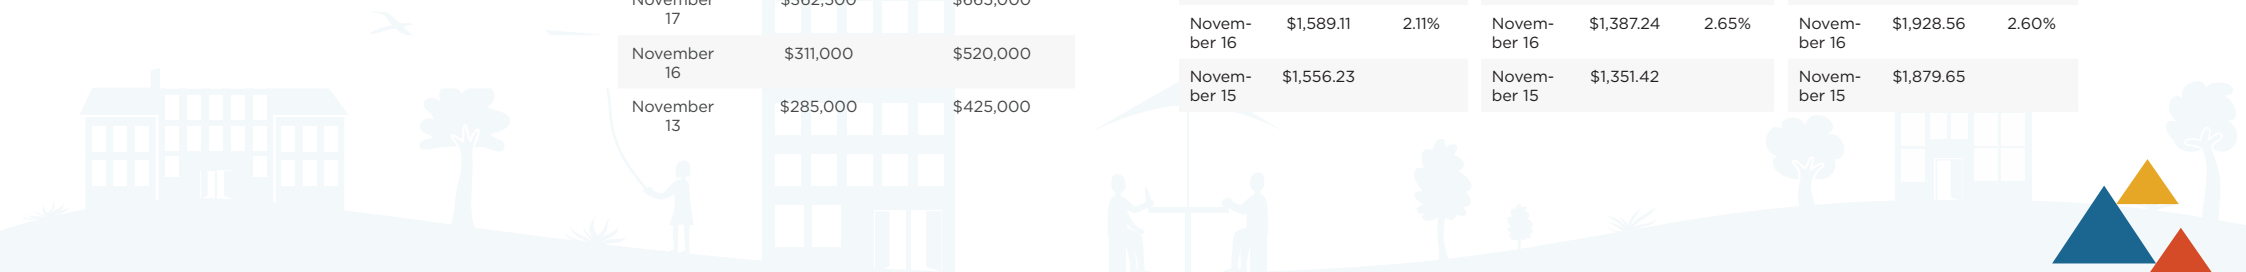 17
November $311,000 $520,000
16
November $285,000 $425,000
13
Novem- $1,589.11 2.11%
ber 16
Novem- $1,556.23
ber 15
Novem- $1,387.24 2.65%
ber 16
Novem- $1,351.42
ber 15
Novem- $1,928.56 2.60%
ber 16
Novem- $1,879.65
ber 15